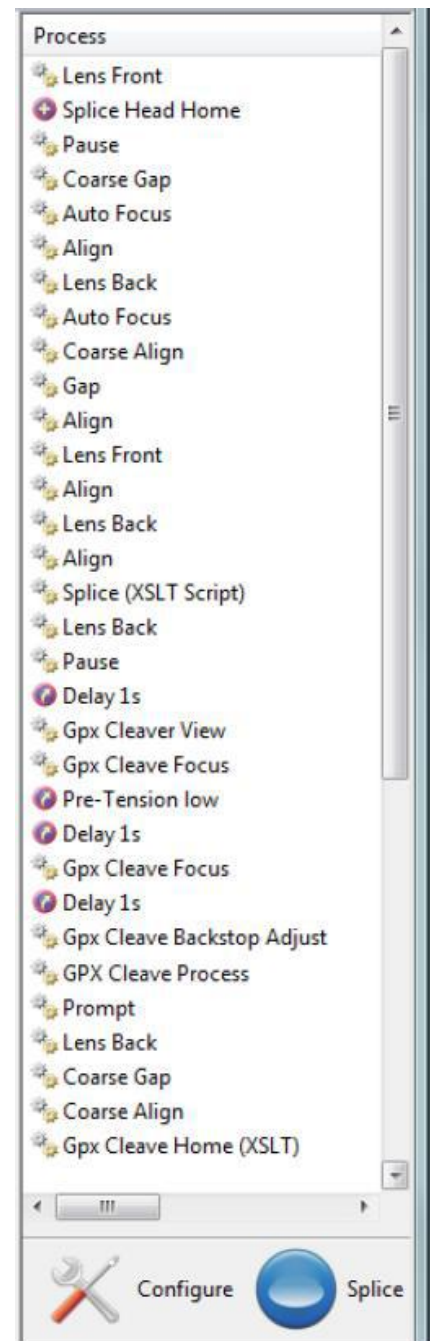 Process
Lens Front
Splice Head Home
Pause
Coarse Gap
Auto Focus
Align
Lens Back
Auto Focus
Coarse Align
Gap
Align
Lens Front
Align
Lens Back
Align
Splice (XSLT Script)
Lens Back
Pause
Delay 1s
Gpx Cleaver View
Gpx Cleave Focus
Pre-Tension low
Delay 1s
Gpx Cleave Focus
Delay 1s
Gpx Cleave Backstop Adjust
GPX Cleave Process
Prompt
Lens Back
Coarse Gap
Coarse Align
Gpx Cleave Home (XSLT)
Configure Splice